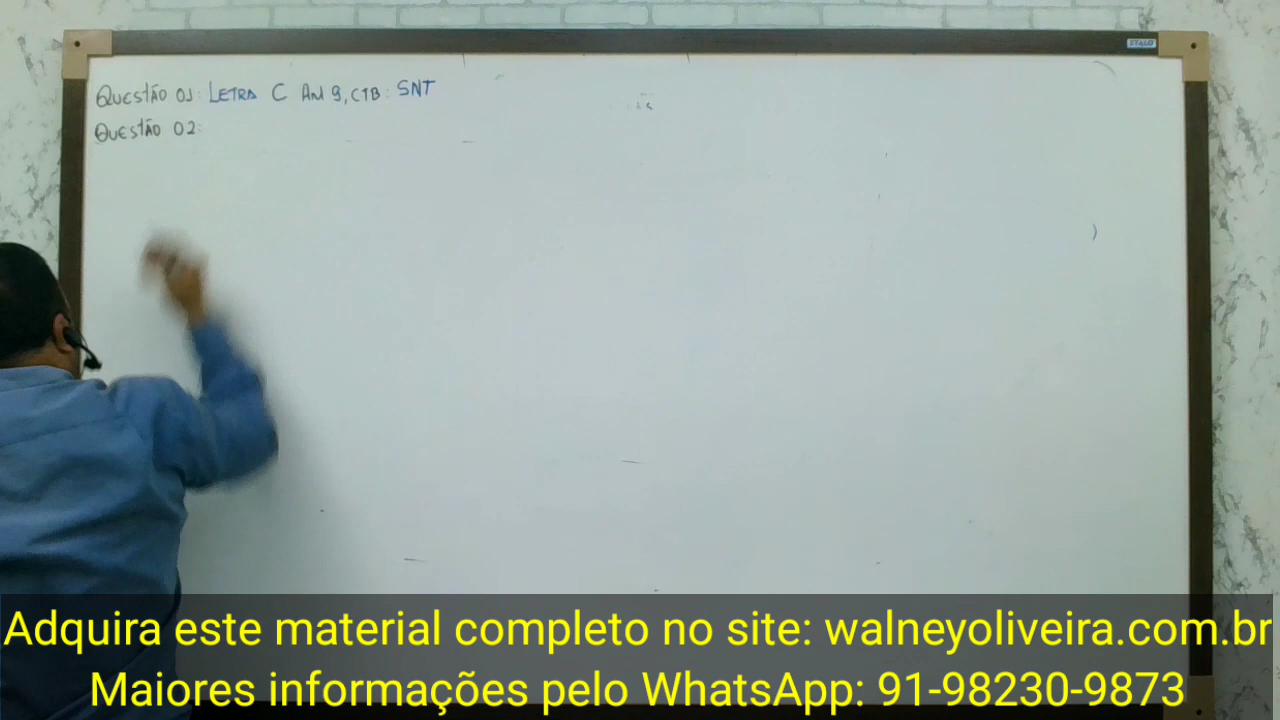 STALO
QUESTÃO 01: LETRA C Art 9, CTB: SNT
QUESTÃO 02:
Adquira este material completo no site: walneyoliveira.com.br
Maiores informações pelo WhatsApp: 91-98230-9873